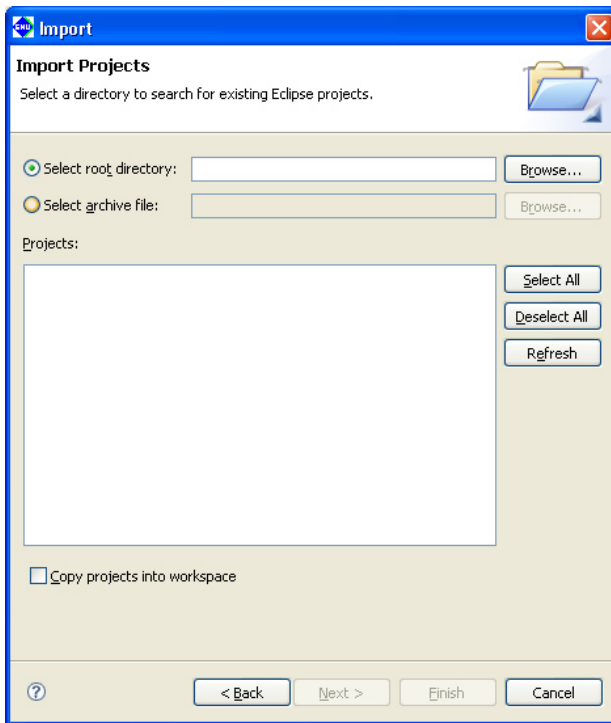 GNU Import
Import Projects
Select a directory to search for existing Eclipse projects.
Select root directory: Browse...
Select archive file: Browse...
Projects:
Select All
Deselect All
Refresh
Copy projects into workspace
? < Back Next > Finish Cancel